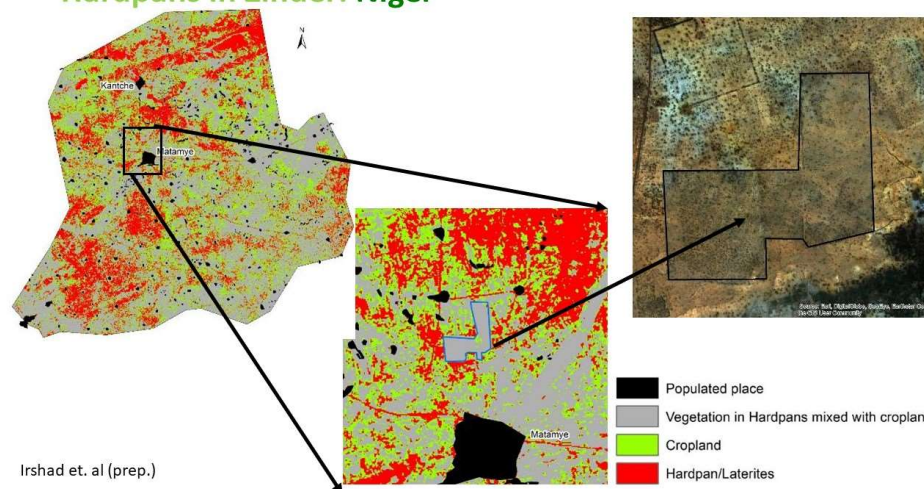 Hardpans in Zinder: Niger
N
Kantche
Matamye
Matamye
Populated place
Vegetation in Hardpans mixed with croplan
Cropland
Hardpan/Laterites
Irshad et. al (prep.)